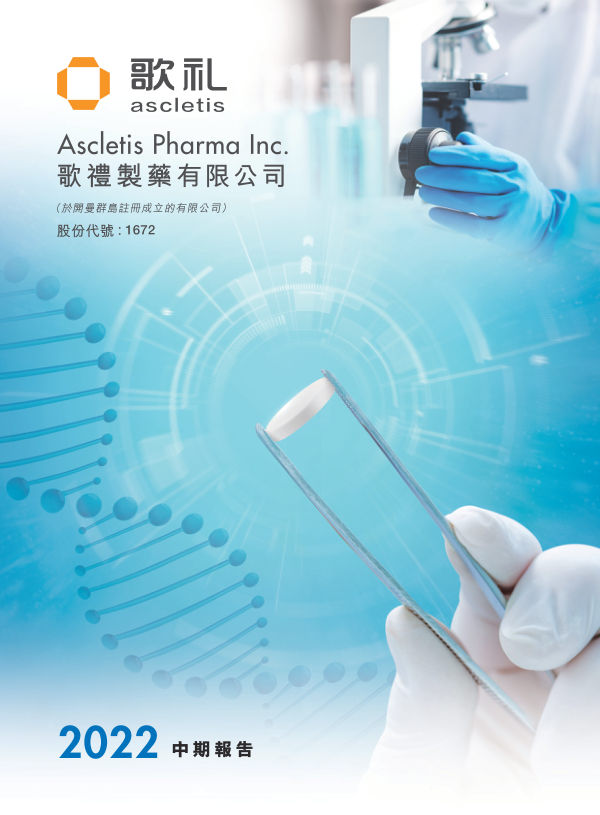 歌礼
ascletis
Ascletis Pharma Inc.
歌禮製藥有限公司
（於開曼群島註冊成立的有限公司）
股份代號：1672
2022 中期報告